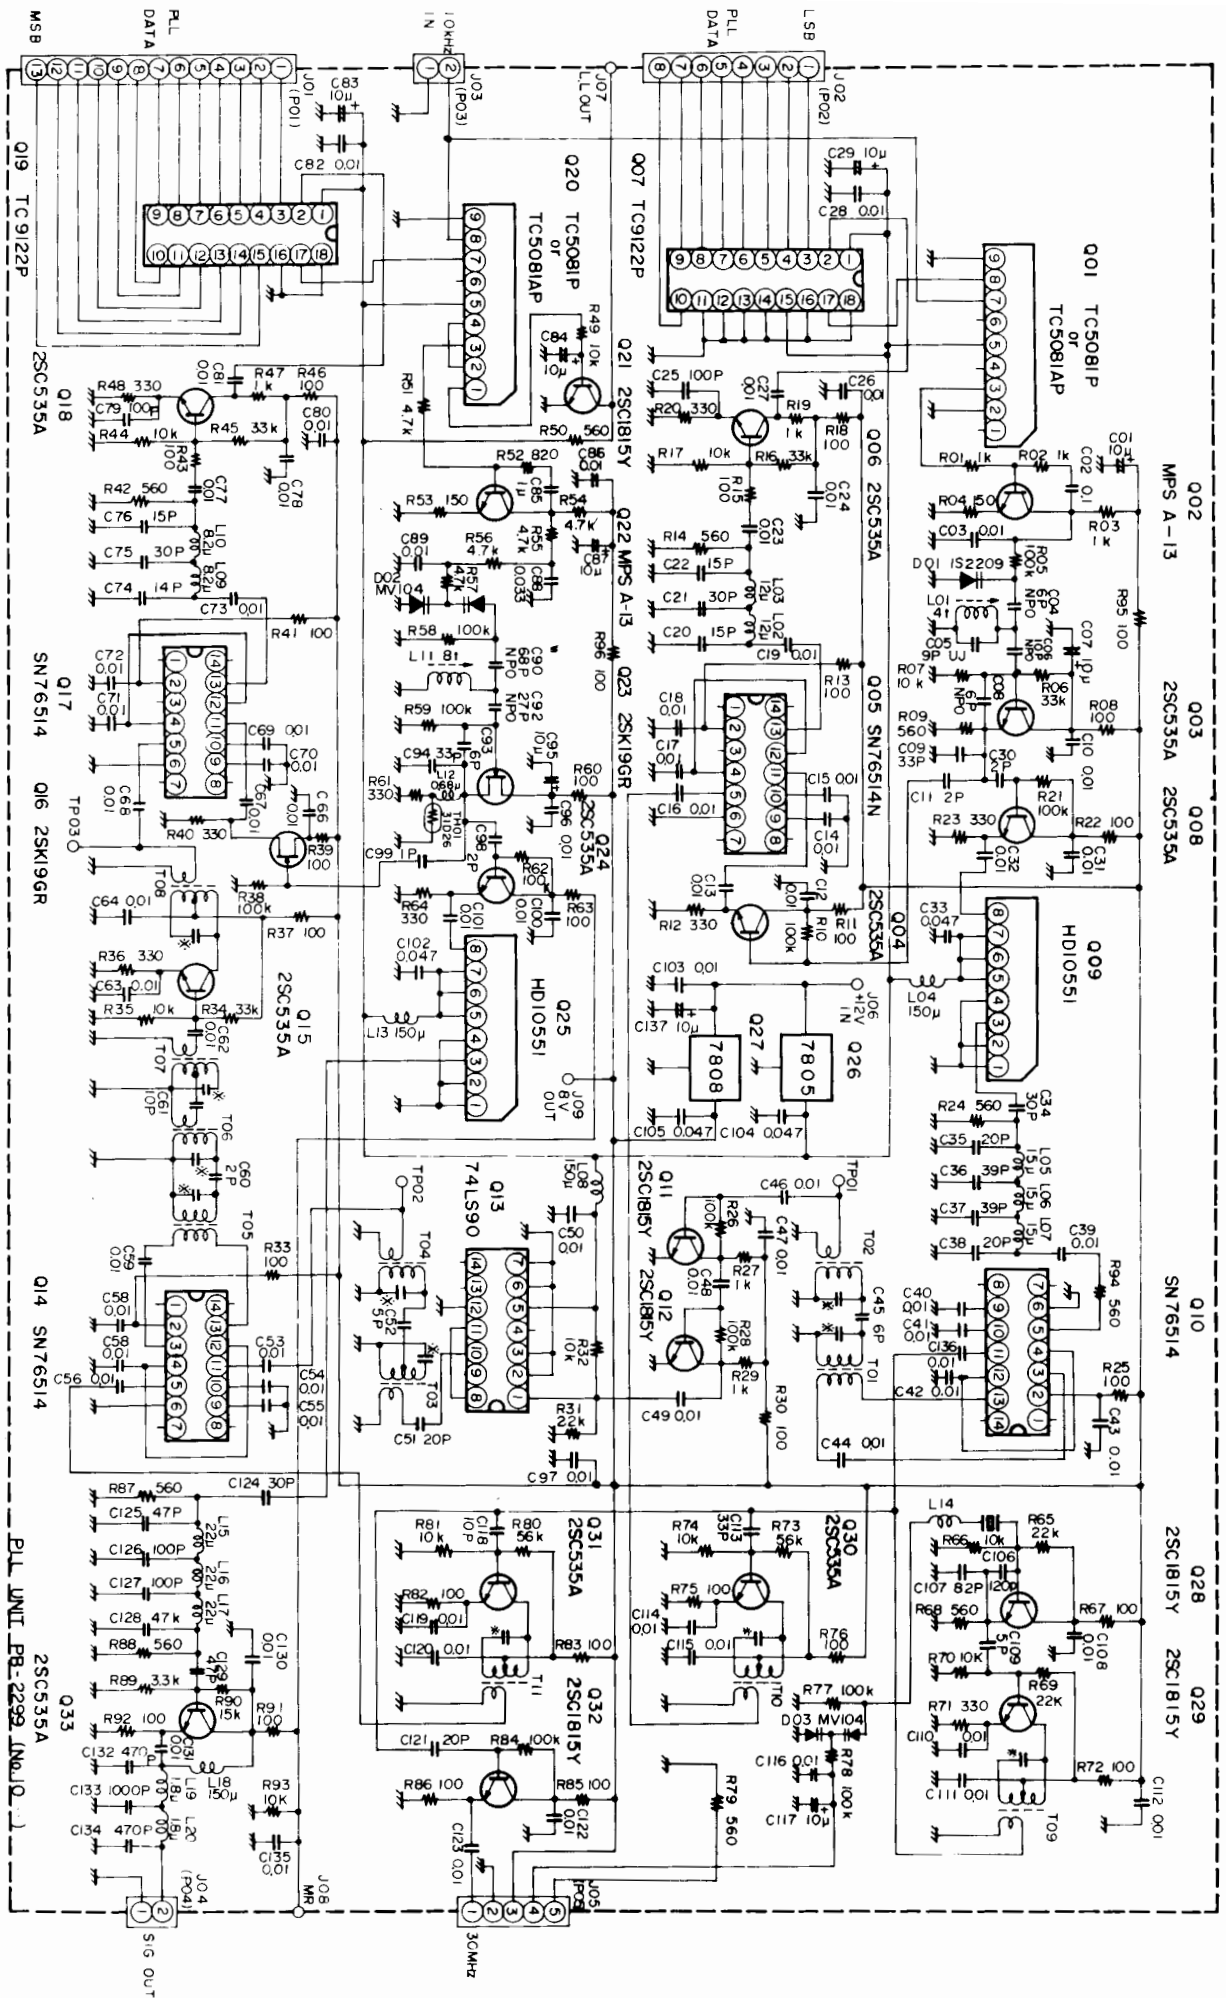 MSB
PLL
DATA
10kHz
IN
L.L OUT
PLL
DATA
LSB
J01
(P01)
J03
(P03)
J07
J02
(P02)
C83
10µ
C82 0.01
Q19 TC9122P
Q20 TC5081P
or
TC5081AP
Q07 TC9122P
C29 10µ
C28 0.01
Q01 TC5081P
or
TC5081AP
R49 10k
C84
10µ
Q21 2SC1815Y
R51 4.7k
R50 560
Q18
2SC535A
R48 330
C79 100P
R44 10k
C81
0.01
R47
1k
R46
100
R45 33k
C80
0.01
R43
100
C77
0.01
C78
0.01
R42 560
C76 15P
C75 30P
C74 14P
L10
8.2µ
L09
8.2µ
C73 0.01
R41 100
R52 820
C85
1µ
C86
0.01
R53 150
R54
4.7k
Q22 MPS A-13
C89
0.01
R56
4.7k
R55
4.7k
C87
10µ
C88
0.033
D02
MV104
R57
4.7k
R58 100k
L11 8t
C90
68P
NPO
C92
27P
NPO
R96 100
Q23 2SK19GR
R59 100k
C94 33P
C93
6P
C95
10µ
R60
100
R61
330
L12
0.68µ
TH01
31D26
C96 0.01
C99 1P
C98
2P
Q24
2SC535A
R62
100k
R64
330
C101
0.01
C100
0.01
R63
100
C25 100P
R20 330
C27
0.01
C26
0.01
R19
1k
R18
100
Q06 2SC535A
R17 10k
R16 33k
R15
100
C24
0.01
C23
0.01
R14 560
C22 15P
C21 30P
C20 15P
L03
12µ
L02
12µ
C19 0.01
R13
100
Q05 SN76514N
C18
0.01
C17
0.01
C16 0.01
C15 0.01
C14
0.01
C13
0.01
C12
0.01
R12 330
R10
100k
R11
100
Q04
2SC535A
Q02
MPS A-13
C01
10µ
C02
0.1
R01 1k
R02 1k
R04 150
C03 0.01
R03
1k
D01 1S2209
R05
100k
L01
4t
C04
6P
NPO
C05
9P UJ
C06
10P
NPO
C07 10µ
R95 100
R07
10k
C08
6P
NPO
R06
33k
Q03
2SC535A
R09
560
R08
100
C10 0.01
C09
33P
C30
5P
C11 2P
R21
100k
Q08
2SC535A
R23 330
R22 100
C32
0.01
C31
0.01
C33
0.047
Q09
HD10551
L04
150µ
Q17
SN76514
C72
0.01
C71
0.01
C69 0.01
C70
0.01
C68
0.01
C67
0.01
C66
0.01
Q16 2SK19GR
R40 330
R39
100
R38
100k
TP03
T08
C64 0.01
R37 100
R36 330
C63 0.01
R35 10k
R34 33k
C62
0.01
Q15
2SC535A
T07
C61
10P
T06
C60
2P
T05
C59
0.01
R33
100
C102
0.047
L13 150µ
Q25
HD10551
J09
8V
OUT
C103 0.01
C137 10µ
J06
+12V
IN
Q27
Q26
7808
7805
C105 0.047
C104 0.047
R24 560
C34
30P
C35 20P
C36 39P
C37 39P
C38 20P
L05
15µ
L06
15µ
L07
15µ
C39
0.01
TP02
T04
C52
5P
T03
C51 20P
Q13
74LS90
L08
150µ
C50
0.01
R32
10k
R31
22k
C97 0.01
Q11
2SC1815Y
Q12
2SC1815Y
R26
100k
R27
1k
C46 0.01
C47 0.01
C48
0.01
R28
100k
R29
1k
C49 0.01
R30 100
TP01
T02
C45 6P
T01
C44 0.01
Q10
SN76514
C40
0.01
C41
0.01
C136
0.01
C42 0.01
R94 560
R25
100
C43 0.01
Q14 SN76514
C58
0.01
C58
0.01
C56 0.01
C53
0.01
C54
0.01
C55
0.01
R87 560
C124 30P
C125 47P
C126 100P
C127 100P
C128 47k
R88 560
L15
22µ
L16
22µ
L17
22µ
C130
0.01
C129
47P
R89 3.3k
R90
15k
R91
100
R92 100
C131
0.01
C132 470P
C133 1000P
C134 470P
L18
150µ
L19
1.8µ
L20
1.8µ
R93
10K
C135
0.01
Q33
2SC535A
PLL UNIT PB-2299 (No.10 )
J04
(P04)
SIG OUT
J08
MR
Q31
2SC535A
R81
10k
C118
10P
R80
56k
R82 100
C119 0.01
C120 0.01
R83 100
T11
Q32
2SC1815Y
C121 20P
R84 100k
R86 100
R85 100
C122
0.01
C123 0.01
J05
(P05)
30MHz
Q30
2SC535A
R74
10k
C113
33P
R73
56k
R75 100
C114
0.01
C115 0.01
R76
100
T10
R77 100k
D03 MV104
C116 0.01
R78 100k
C117 10µ
R79 560
L14
R65
22k
R66 10k
C106
120P
C107 82P
Q28
2SC1815Y
R68 560
R67 100
C108
0.01
C109
5P
R70 10K
R69
22K
Q29
2SC1815Y
R71 330
C110 0.01
C111 0.01
R72 100
T09
C112 0.01